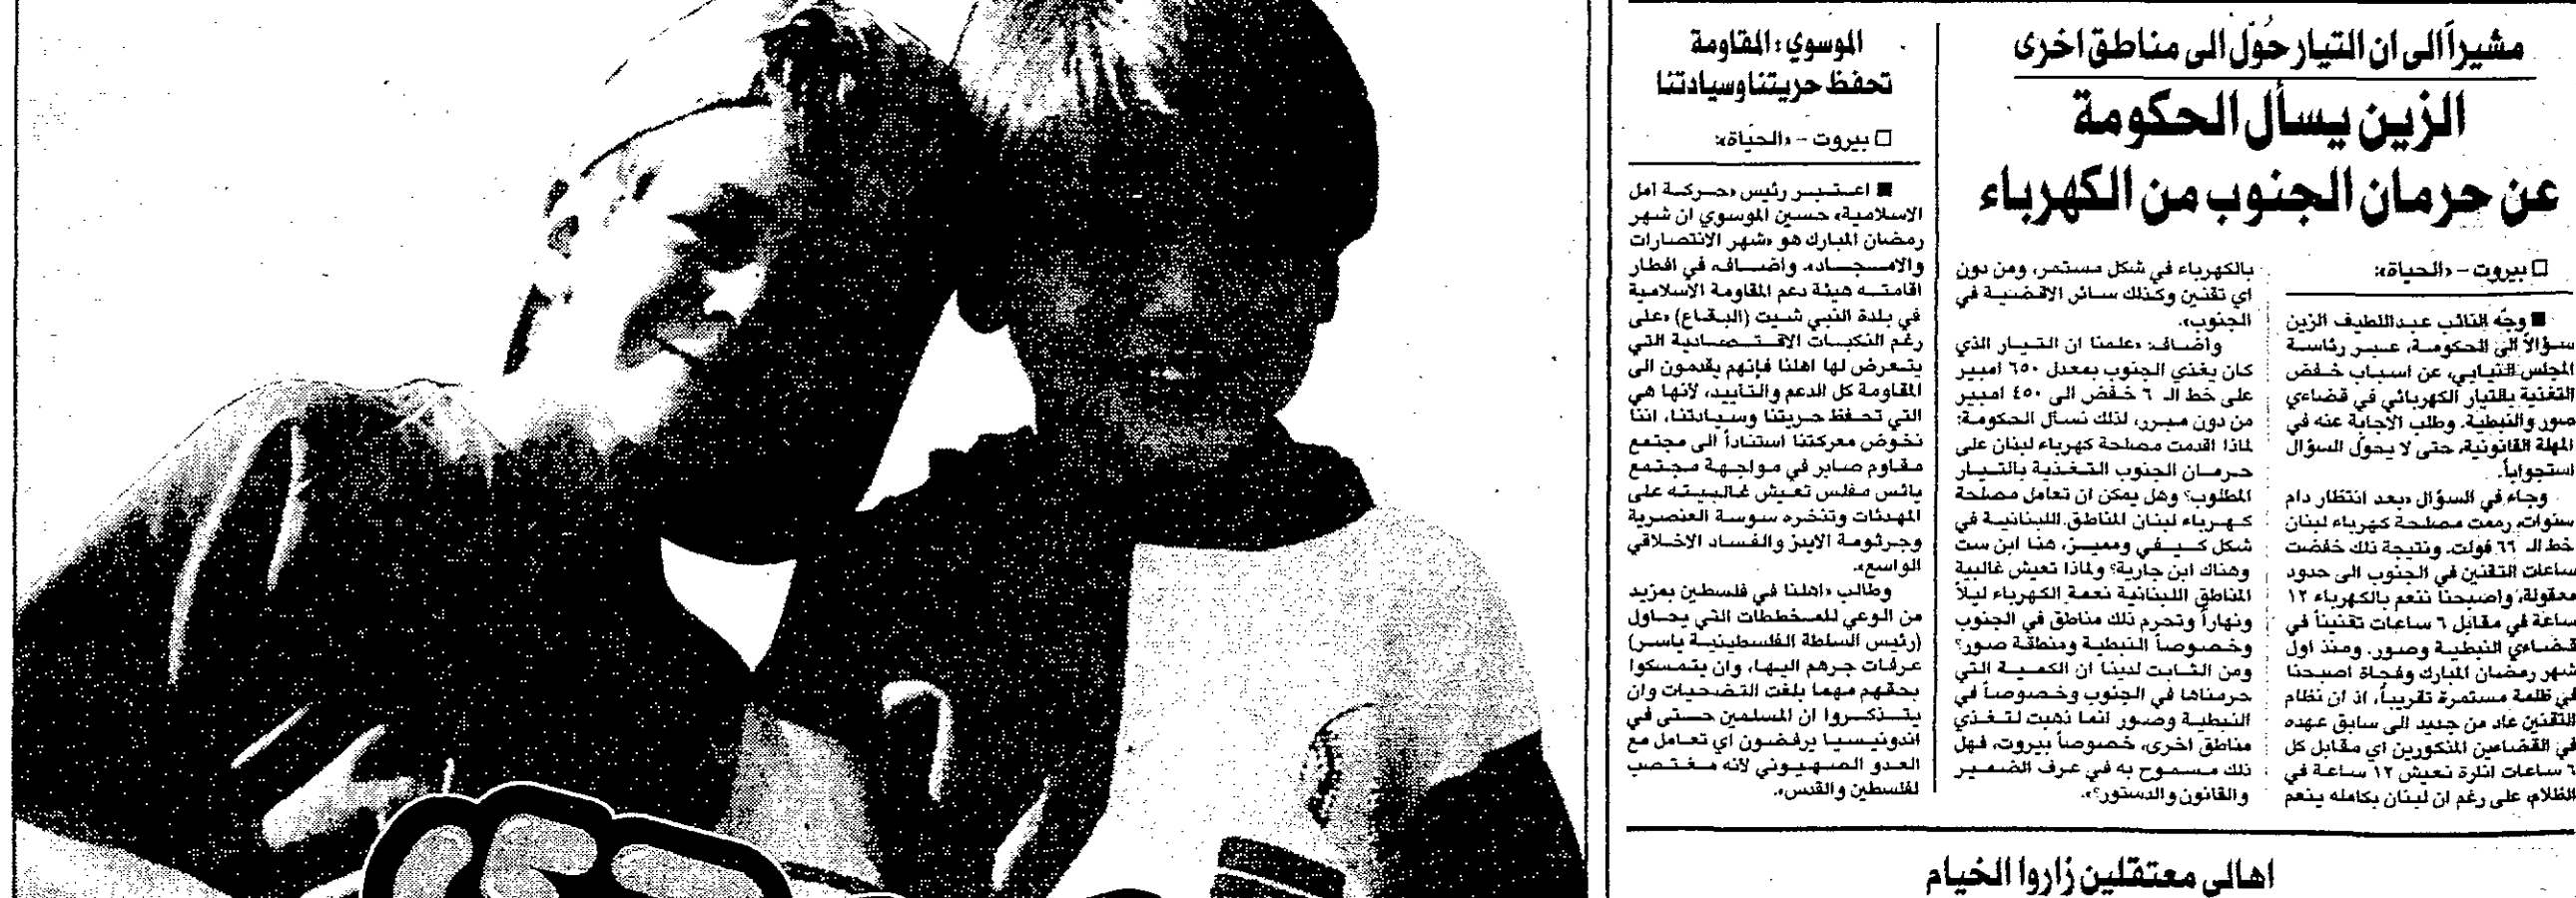 مشيراً الى ان التيار حُوّل الى مناطق اخرى
الزين يسأل الحكومة
عن حرمان الجنوب من الكهرباء
□ بيروت - «الحياة»:
■ وجّه النائب عبداللطيف الزين
سؤالاً الى الحكومة، عبر رئاسة
المجلس النيابي، عن اسباب خفض
التغذية بالتيار الكهربائي في قضاءي
صور والنبطية. وطلب الاجابة عنه في
المهلة القانونية، حتى لا يحوّل السؤال
استجواباً.
وجاء في السؤال «بعد انتظار دام
سنوات، رممت مصلحة كهرباء لبنان
خط الـ ٦٦ فولت. ونتيجة ذلك خفضت
ساعات التقنين في الجنوب الى حدود
معقولة، واصبحنا ننعم بالكهرباء ١٢
ساعة في مقابل ٦ ساعات تقنيناً في
قضاءي النبطية وصور. ومنذ اول
شهر رمضان المبارك وفجأة اصبحنا
في ظلمة مستمرة تقريباً، اذ ان نظام
التقنين عاد من جديد الى سابق عهده
في القضاءين المذكورين اي مقابل كل
٦ ساعات انارة نعيش ١٢ ساعة في
الظلام، على رغم ان لبنان بكامله ينعم
بالكهرباء في شكل مستمر، ومن دون
اي تقنين وكذلك سائر الاقضية في
الجنوب».
واضاف: «علمنا ان التيار الذي
كان يغذي الجنوب بمعدل ٦٥٠ امبير
على خط الـ ٦ خفض الى ٤٥٠ امبير
من دون مبرر، لذلك نسأل الحكومة:
لماذا اقدمت مصلحة كهرباء لبنان على
حرمان الجنوب التغذية بالتيار
المطلوب؟ وهل يمكن ان تعامل مصلحة
كهرباء لبنان المناطق اللبنانية في
شكل كيفي ومميز، هنا ابن ست
وهناك ابن جارية؟ ولماذا تعيش غالبية
المناطق اللبنانية نعمة الكهرباء ليلاً
ونهاراً وتحرم ذلك مناطق في الجنوب
وخصوصاً النبطية ومنطقة صور؟
ومن الثابت لدينا ان الكمية التي
حرمناها في الجنوب وخصوصاً في
النبطية وصور انما ذهبت لتغذي
مناطق اخرى، خصوصاً بيروت، فهل
ذلك مسموح به في عرف الضمير
والقانون والدستور؟».
الموسوي: المقاومة
تحفظ حريتنا وسيادتنا
□ بيروت - «الحياة»:
■ اعتبر رئيس «حركة امل
الاسلامية» حسين الموسوي ان شهر
رمضان المبارك هو «شهر الانتصارات
والامجاد». واضاف في افطار
اقامته هيئة دعم المقاومة الاسلامية
في بلدة النبي شيت (البقاع) «على
رغم النكبات الاقتصادية التي
يتعرض لها اهلنا فإنهم يقدمون الى
المقاومة كل الدعم والتأييد، لأنها هي
التي تحفظ حريتنا وسيادتنا، اننا
نخوض معركتنا استناداً الى مجتمع
مقاوم صابر في مواجهة مجتمع
يائس مفلس تعيش غالبيته على
المهدئات وتنخره سوسة العنصرية
وجرثومة الايدز والفساد الاخلاقي
الواسع».
وطالب «اهلنا في فلسطين بمزيد
من الوعي للمخططات التي يحاول
(رئيس السلطة الفلسطينية ياسر)
عرفات جرهم اليها، وان يتمسكوا
بحقهم مهما بلغت التضحيات وان
يتذكروا ان المسلمين حتى في
اندونيسيا يرفضون اي تعامل مع
العدو الصهيوني لأنه مغتصب
لفلسطين والقدس».
اهالي معتقلين زاروا الخيام